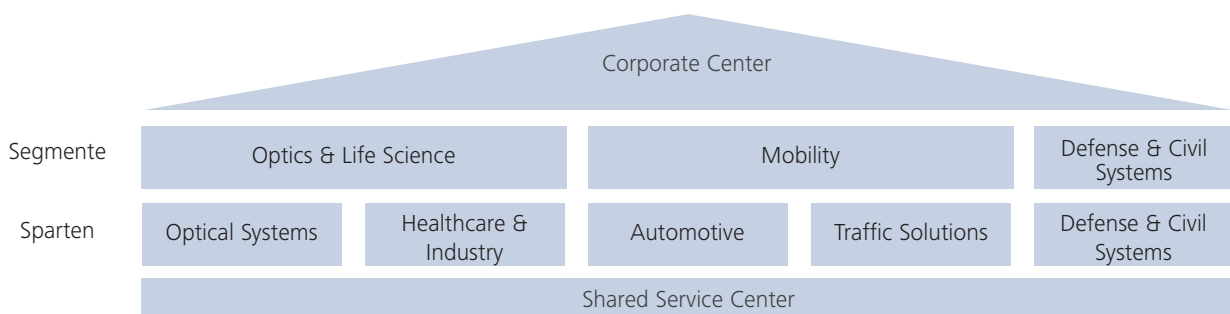 Corporate Center
Segmente
Optics & Life Science
Mobility
Defense & Civil
Systems
Sparten
Optical Systems
Healthcare &
Industry
Automotive
Traffic Solutions
Defense & Civil
Systems
Shared Service Center